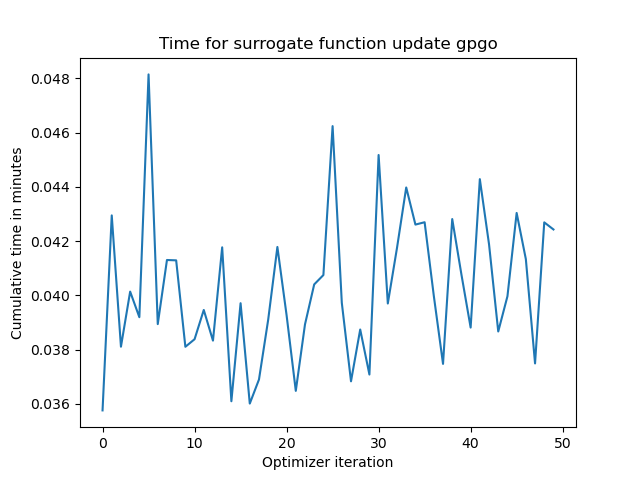 Time for surrogate function update gpgo
Cumulative time in minutes
0.048
0.046
0.044
0.042
0.040
0.038
0.036
0 10 20 30 40 50
Optimizer iteration